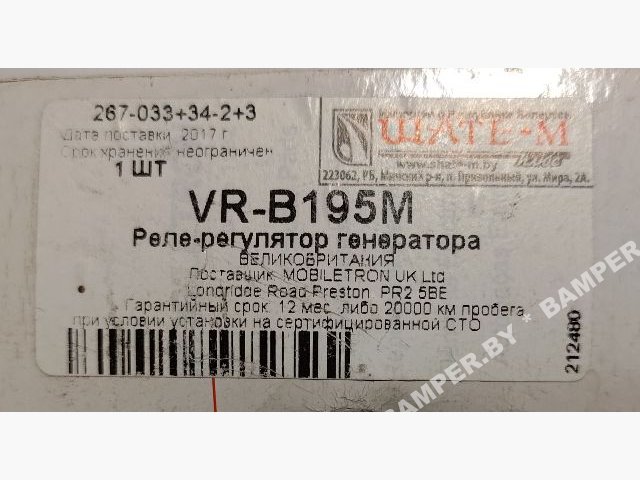 267-033+34-2+3
Дата поставки 2017 г
Срок хранения неограничен
1 ШТ
ШАТЕ-М
www.shate-m.by
ПЛЮС
223062, РБ, Минский р-н, п. Привольный, ул. Мира, 2А.
VR-B195M
Реле-регулятор генератора
ВЕЛИКОБРИТАНИЯ
Поставщик MOBILETRON UK Ltd
Longridge Road Preston PR2 5BE
Гарантийный срок 12 мес. либо 20000 км пробега
при условии установки на сертифицированной СТО
212480
BAMPER.BY * BAMPER.BY * BAMPER